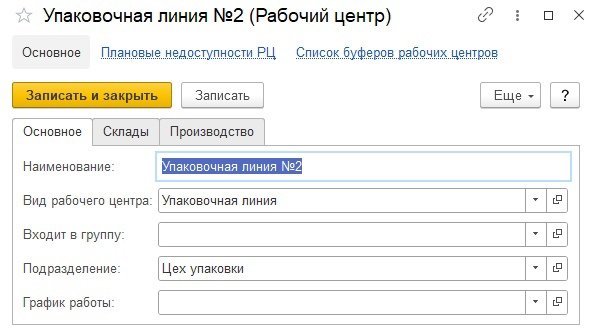 Упаковочная линия №2 (Рабочий центр)
Основное Плановые недоступности РЦ Список буферов рабочих центров
Записать и закрыть Записать Еще ?
Основное Склады Производство
Наименование: Упаковочная линия №2
Вид рабочего центра: Упаковочная линия
Входит в группу:
Подразделение: Цех упаковки
График работы: